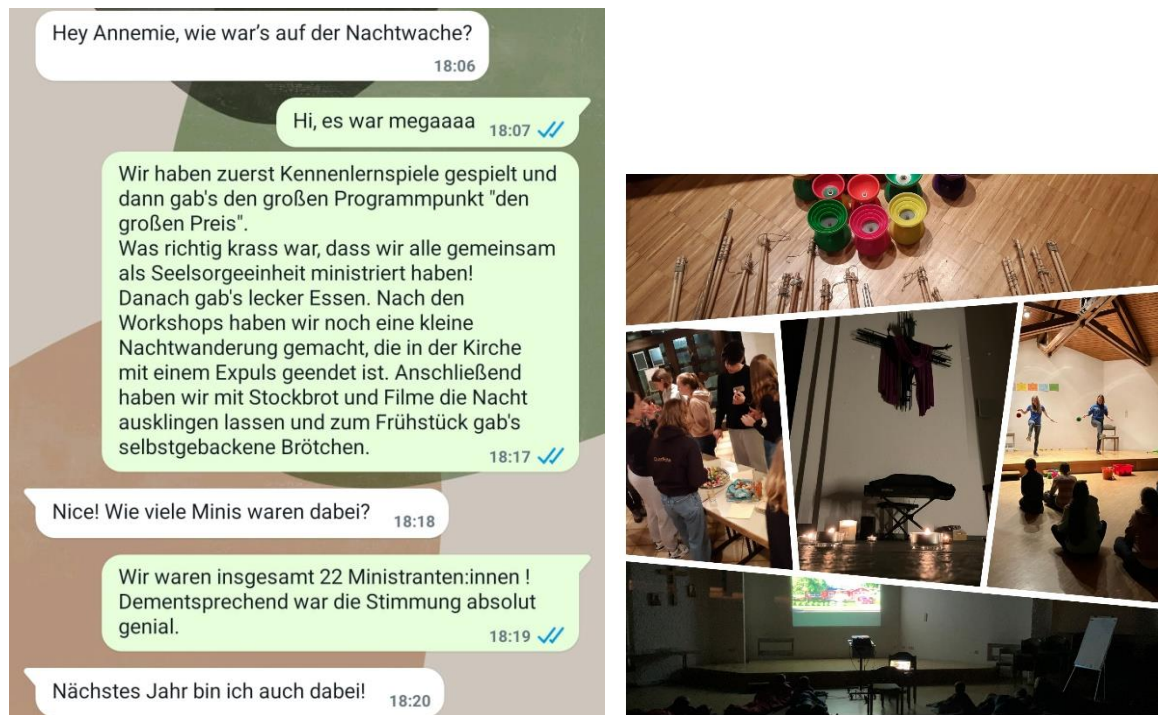 Hey Annemie, wie war's auf der Nachtwache?
18:06
Hi, es war megaaaa 18:07
Wir haben zuerst Kennenlernspiele gespielt und
dann gab's den großen Programmpunkt "den
großen Preis".
Was richtig krass war, dass wir alle gemeinsam
als Seelsorgeeinheit ministriert haben!
Danach gab's lecker Essen. Nach den
Workshops haben wir noch eine kleine
Nachtwanderung gemacht, die in der Kirche
mit einem Expuls geendet ist. Anschließend
haben wir mit Stockbrot und Filme die Nacht
ausklingen lassen und zum Frühstück gab's
selbstgebackene Brötchen.
18:17
Nice! Wie viele Minis waren dabei? 18:18
Wir waren insgesamt 22 Ministranten:innen !
Dementsprechend war die Stimmung absolut
genial.
18:19
Nächstes Jahr bin ich auch dabei! 18:20